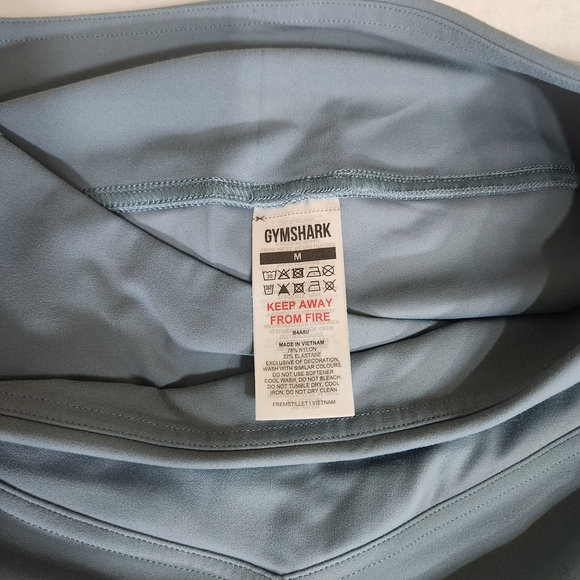 GYMSHARK
M
30
KEEP AWAY
FROM FIRE
B4A8U
MADE IN VIETNAM
78% NYLON
22% ELASTANE
EXCLUSIVE OF DECORATION,
WASH WITH SIMILAR COLOURS,
DO NOT USE SOFTENER
COOL WASH, DO NOT BLEACH,
DO NOT TUMBLE DRY, COOL
IRON, DO NOT DRY CLEAN
FREMSTILLET I VIETNAM